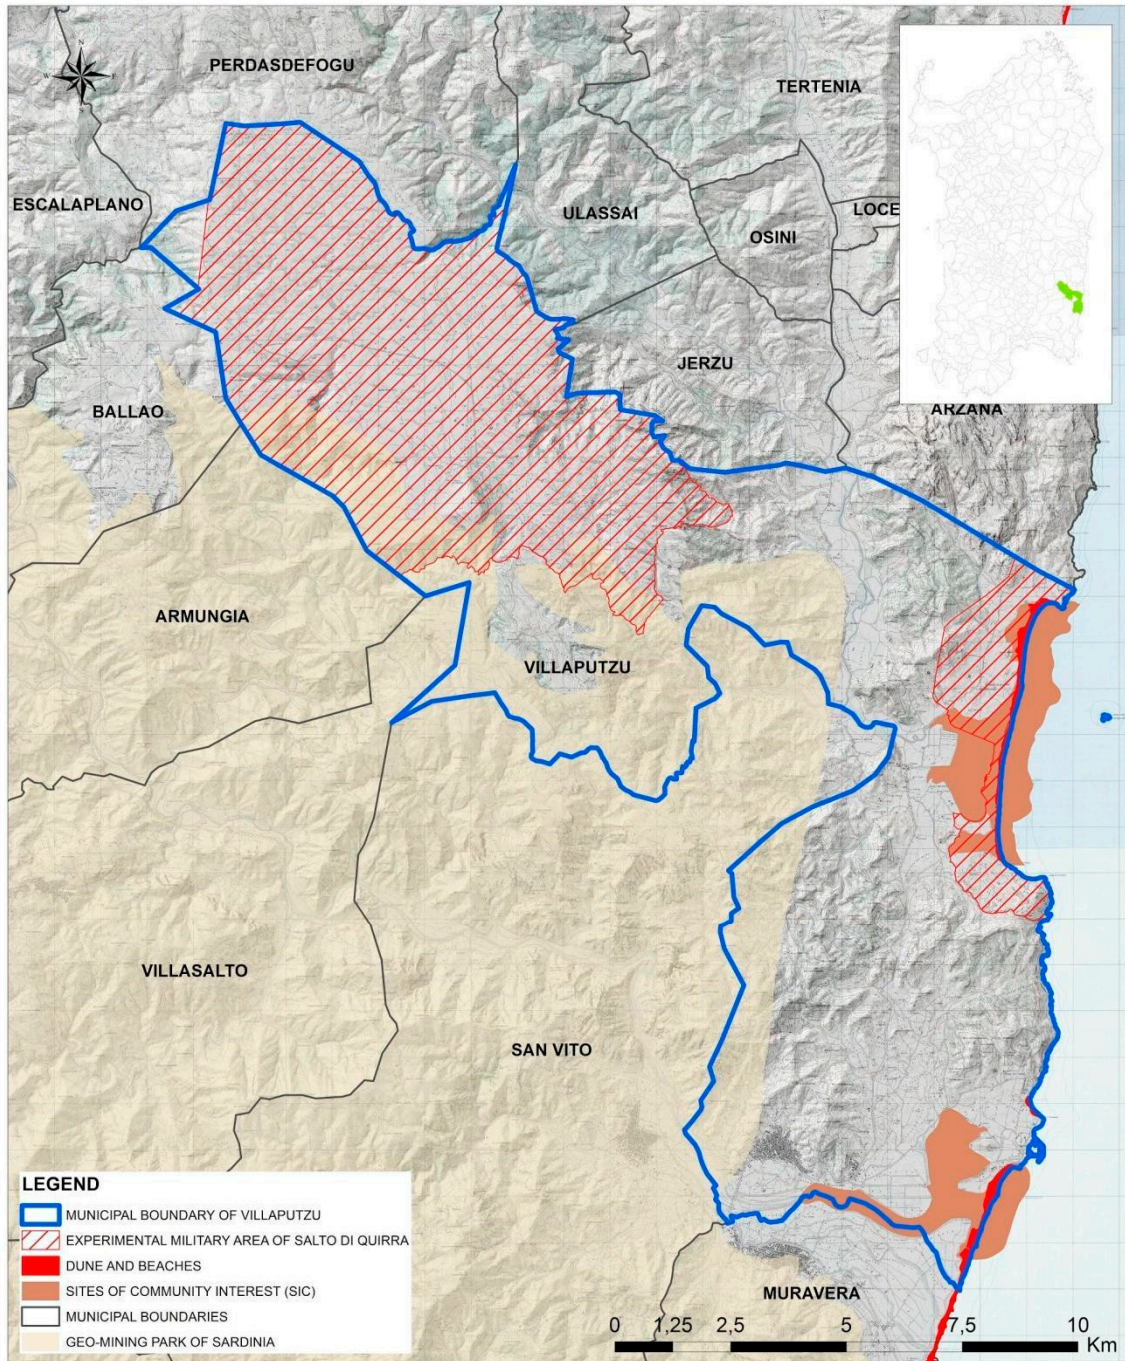 N
W E
S
PERDASDEFOGU
TERTENIA
ESCALAPLANO
ULASSAI
LOCE
OSINI
JERZU
BALLAO
ARZANA
ARMUNGIA
VILLAPUTZU
VILLASALTO
SAN VITO
MURAVERA
LEGEND
MUNICIPAL BOUNDARY OF VILLAPUTZU
EXPERIMENTAL MILITARY AREA OF SALTO DI QUIRRA
DUNE AND BEACHES
SITES OF COMMUNITY INTEREST (SIC)
MUNICIPAL BOUNDARIES
GEO-MINING PARK OF SARDINIA
0 1,25 2,5 5 7,5 10
Km